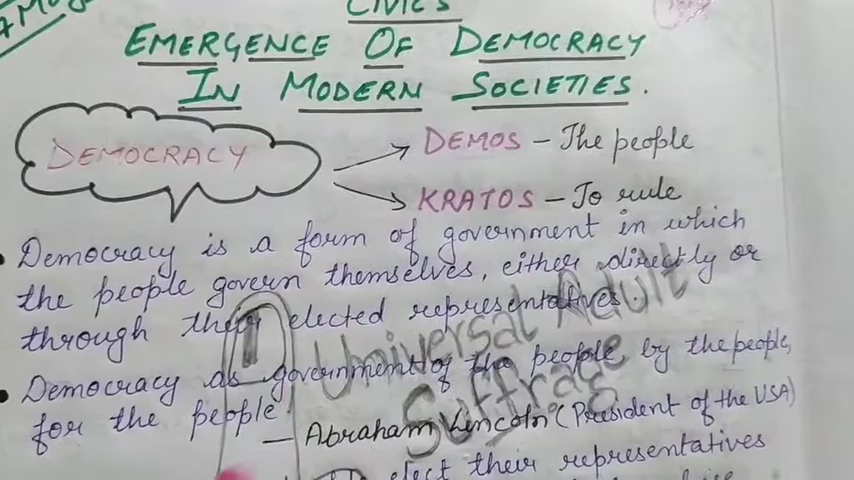 CIVICS
EMERGENCE OF DEMOCRACY
IN MODERN SOCIETIES.
DEMOCRACY
DEMOS - The people
KRATOS - To rule
• Democracy is a form of government in which
the people govern themselves, either directly or
through their elected representatives.
• Democracy as government of the people, by the people,
for the people'.
- Abraham Lincoln (President of the USA)
Universal Adult
Suffrage
elect their representatives